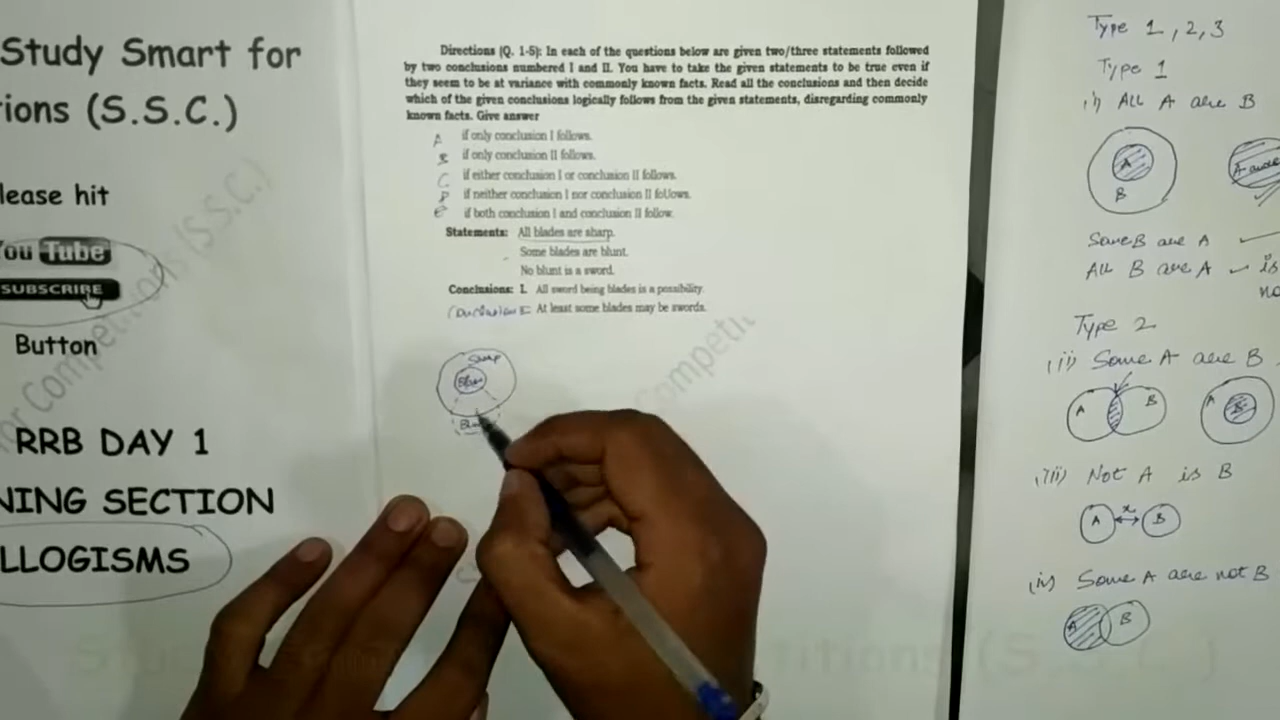 Study Smart for
ions (S.S.C.)
lease hit
You Tube
SUBSCRIBE
Button
RRB DAY 1
NING SECTION
LLOGISMS
Directions (Q. 1-5): In each of the questions below are given two/three statements followed
by two conclusions numbered I and II. You have to take the given statements to be true even if
they seem to be at variance with commonly known facts. Read all the conclusions and then decide
which of the given conclusions logically follows from the given statements, disregarding commonly
known facts. Give answer
A if only conclusion I follows.
B if only conclusion II follows.
C if either conclusion I or conclusion II follows.
D if neither conclusion I nor conclusion II follows.
e if both conclusion I and conclusion II follow.
Statements: All blades are sharp.
Some blades are blunt.
No blunt is a sword.
Conclusions: I. All sword being blades is a possibility.
Conclusions II At least some blades may be swords.
Sharp
Type 1, 2, 3
Type 1
i) All A are B
A
B
Some B are A
All B are A
Type 2
(ii) Some A are B
A B A B
(iii) Not A is B
A x B
(iv) Some A are not B
A B